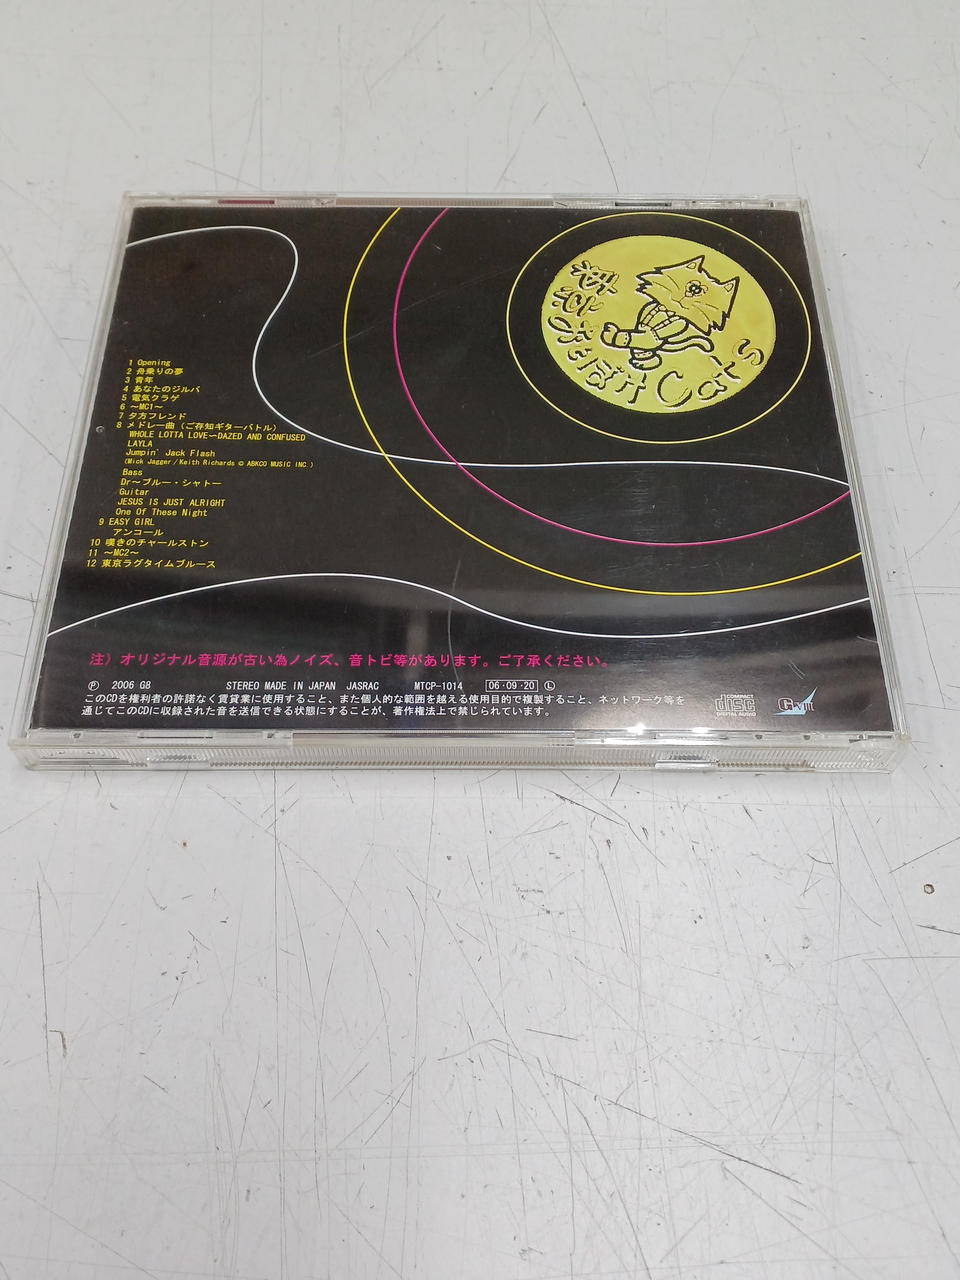 1 Opening
2 舟乗りの夢
3 青年
4 あなたのジルバ
5 電気クラゲ
6 〜MC1〜
7 夕方フレンド
8 メドレー曲（ご存知ギターバトル）
WHOLE LOTTA LOVE〜DAZED AND CONFUSED
LAYLA
Jumpin' Jack Flash
(Mick Jagger/Keith Richards © ABKCO MUSIC INC )
Bass
Dr〜ブルー・シャトー
Guitar
JESUS IS JUST ALRIGHT
One Of These Night
9 EASY GIRL
アンコール
10 嘆きのチャールストン
11 〜MC2〜
12 東京ラグタイムブルース
Cats
注）オリジナル音源が古い為ノイズ、音トビ等があります。ご了承ください。
Ⓟ 2006 G8 STEREO MADE IN JAPAN JASRAC MTCP-1014 06・09・20 Ⓛ
このCDを権利者の許諾なく賃貸業に使用すること、また個人的な範囲を越える使用目的で複製すること、ネットワーク等を
通じてこのCDに収録された音を送信できる状態にすることが、著作権法上で禁じられています。
COMPACT
disc
DIGITAL AUDIO